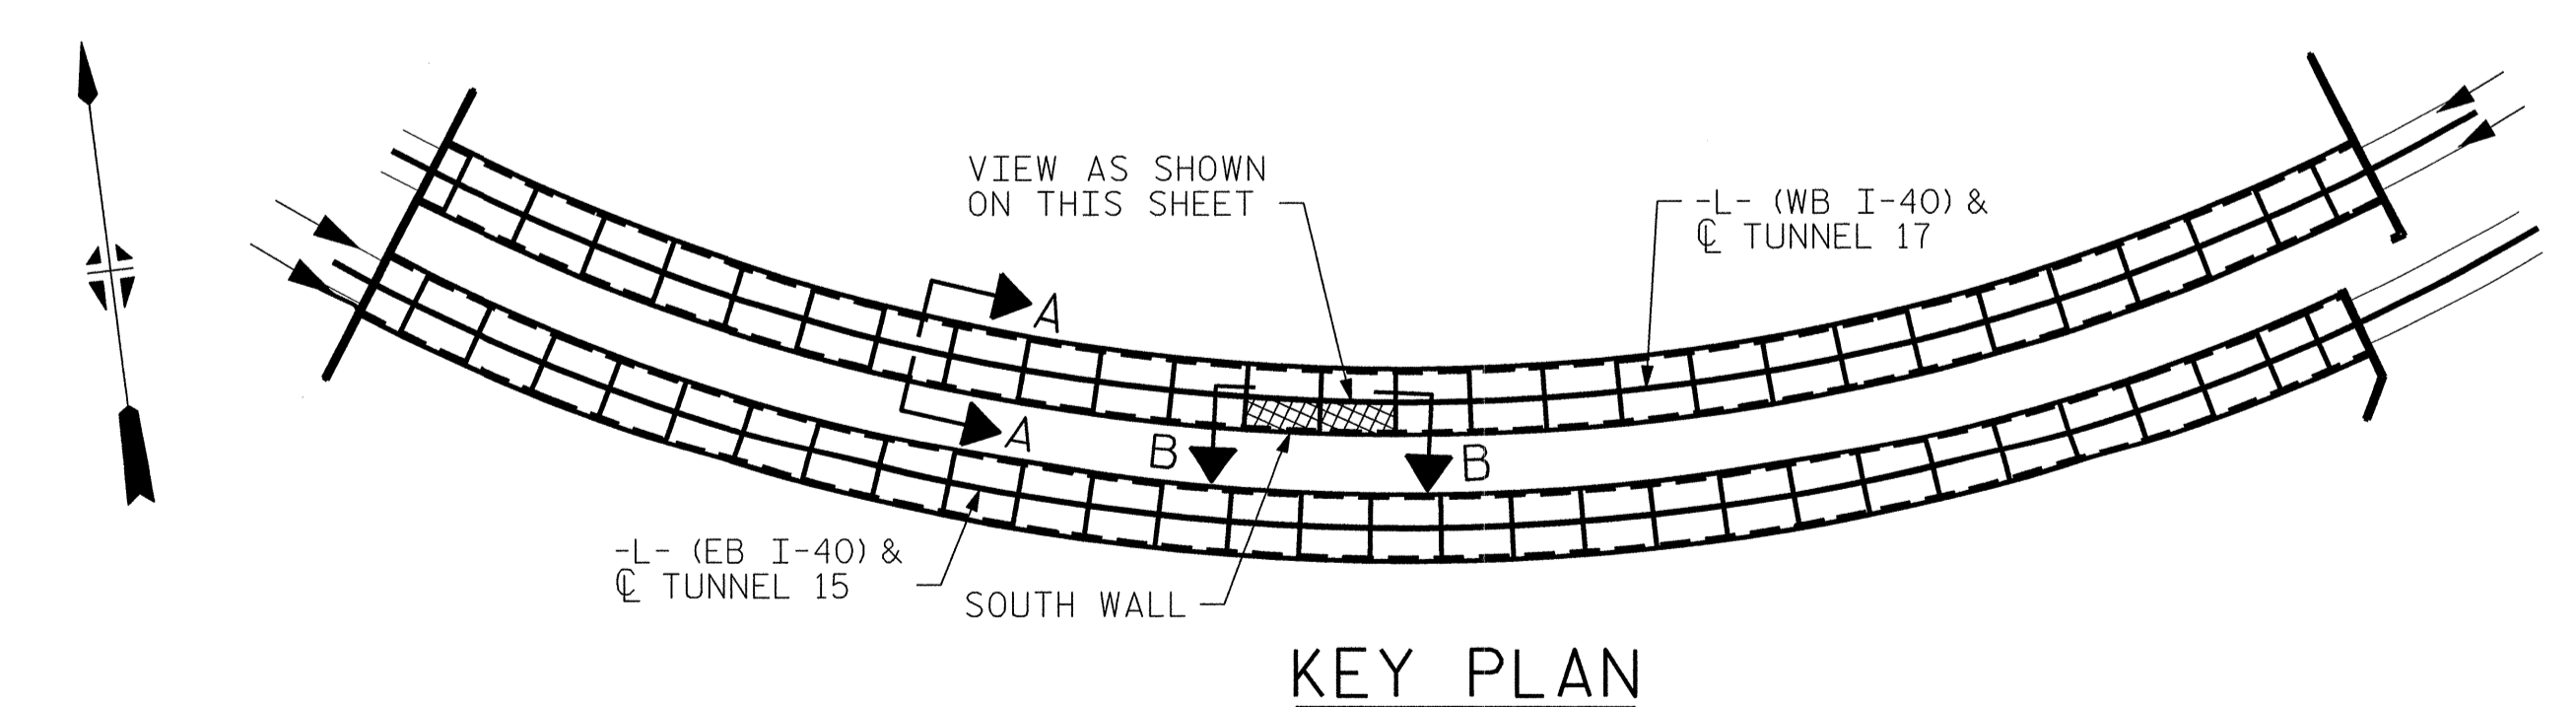 VIEW AS SHOWN
ON THIS SHEET
-L- (WB I-40) &
℄ TUNNEL 17
A
A
B
B
-L- (EB I-40) &
℄ TUNNEL 15
SOUTH WALL
KEY PLAN